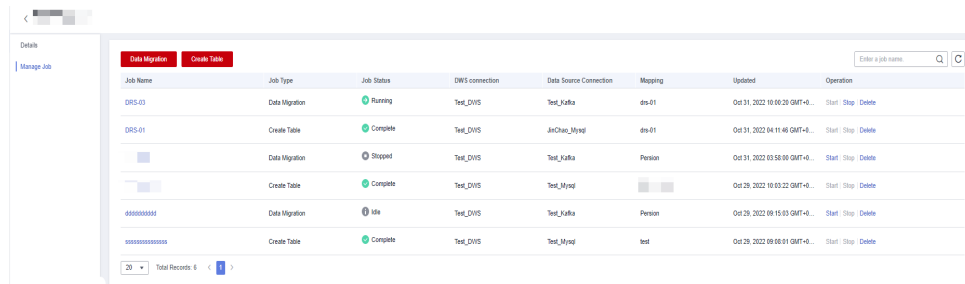 Details
Manage Job
Data Migration Create Table Enter a job name.
Job Name Job Type Job Status DWS connection Data Source Connection Mapping Updated Operation
DRS-03 Data Migration Running Test_DWS Test_Kafka drs-01 Oct 31, 2022 10:00:20 GMT+0... Start Stop Delete
DRS-01 Create Table Complete Test_DWS JinChao_Mysql drs-01 Oct 31, 2022 04:11:46 GMT+0... Start Stop Delete
Data Migration Stopped Test_DWS Test_Kafka Persion Oct 31, 2022 03:58:00 GMT+0... Start Stop Delete
Create Table Complete Test_DWS Test_Mysql Oct 29, 2022 10:03:22 GMT+0... Start Stop Delete
dddddddddd Data Migration Idle Test_DWS Test_Kafka Persion Oct 29, 2022 09:15:03 GMT+0... Start Stop Delete
sssssssssssssss Create Table Complete Test_DWS Test_Mysql test Oct 29, 2022 09:08:01 GMT+0... Start Stop Delete
20 Total Records: 6 < 1 >